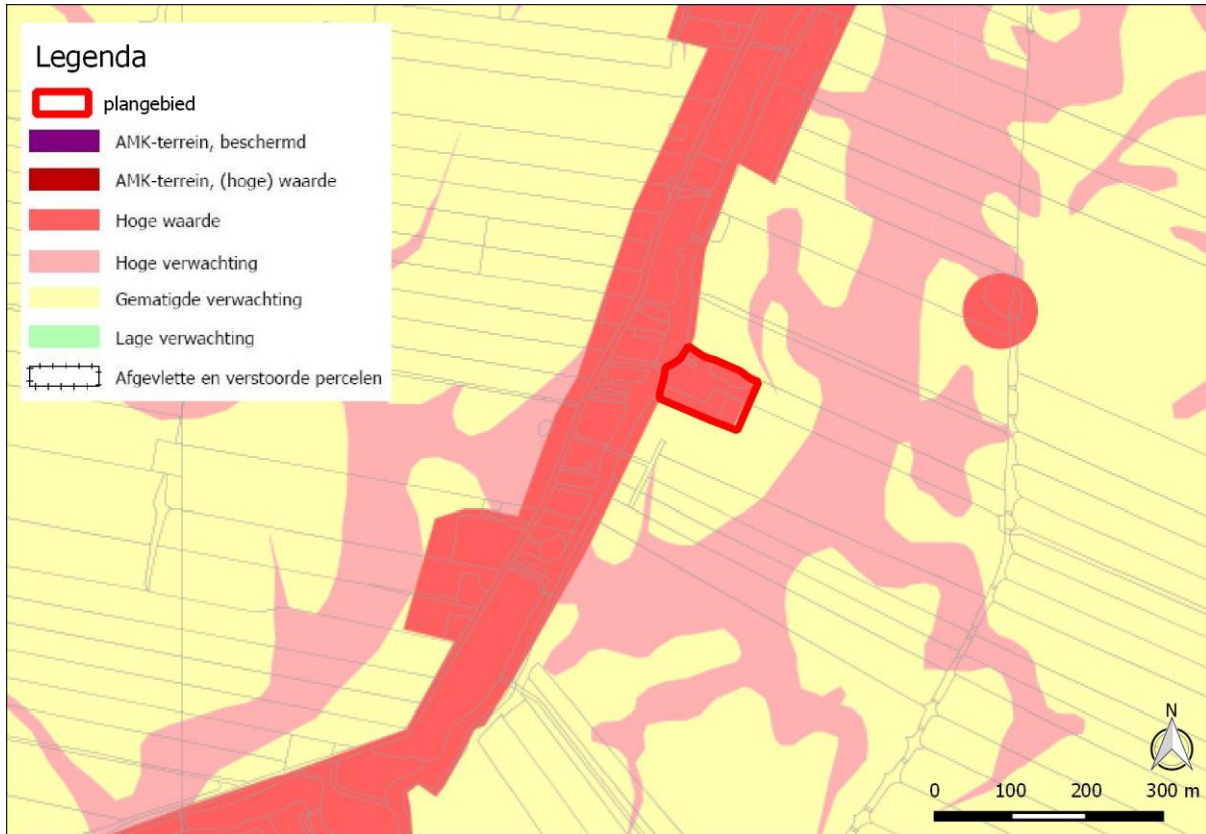 Legenda
plangebied
AMK-terrein, beschermd
AMK-terrein, (hoge) waarde
Hoge waarde
Hoge verwachting
Gematigde verwachting
Lage verwachting
Afgevlette en verstoorde percelen
N
0 100 200 300 m